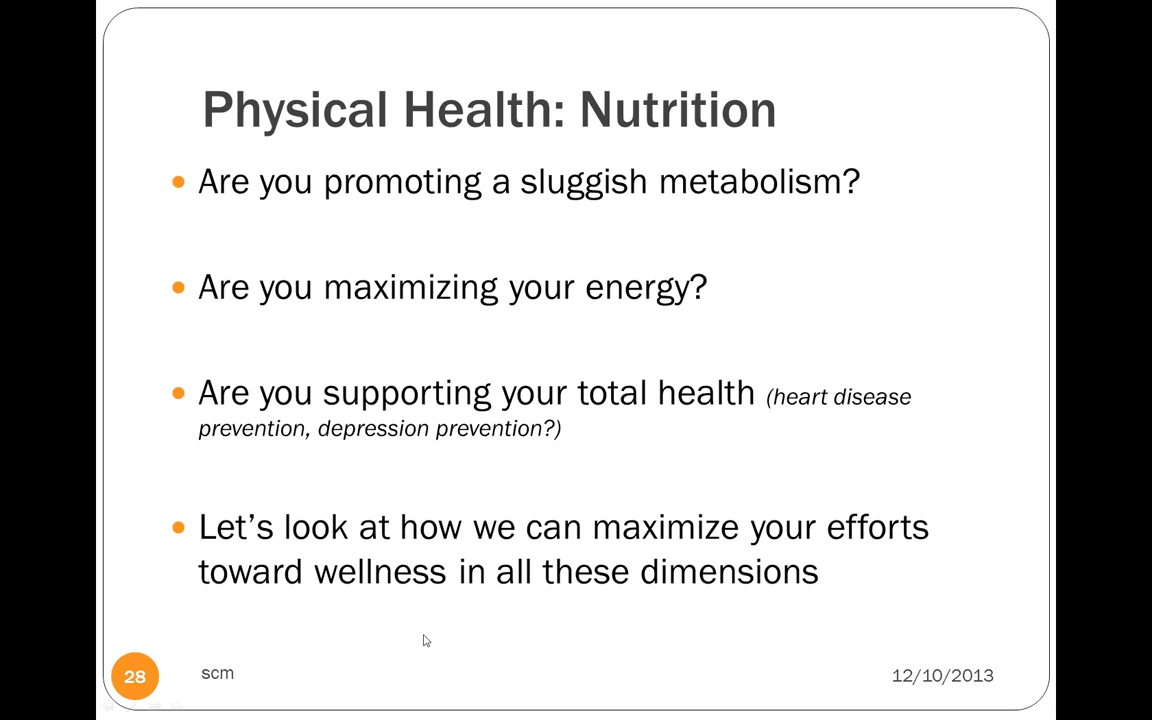 Physical Health: Nutrition
• Are you promoting a sluggish metabolism?
• Are you maximizing your energy?
• Are you supporting your total health (heart disease
prevention, depression prevention?)
• Let’s look at how we can maximize your efforts
toward wellness in all these dimensions
28
scm
12/10/2013